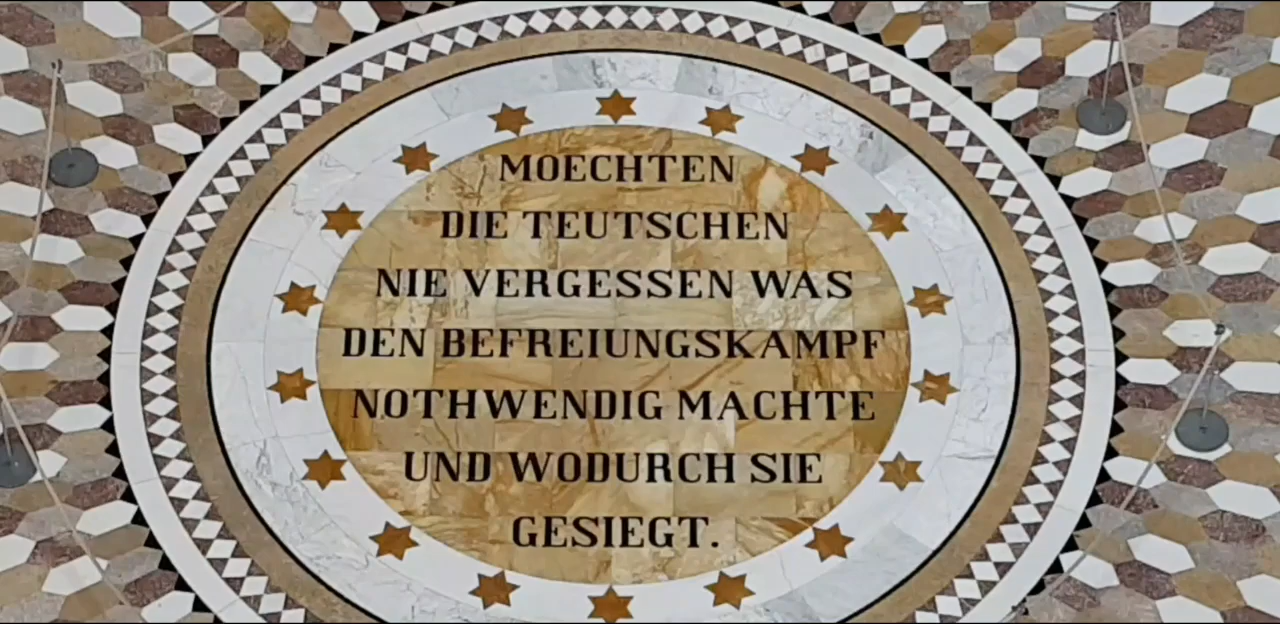 MOECHTEN
DIE TEUTSCHEN
NIE VERGESSEN WAS
DEN BEFREIUNGSKAMPF
NOTHWENDIG MACHTE
UND WODURCH SIE
GESIEGT.